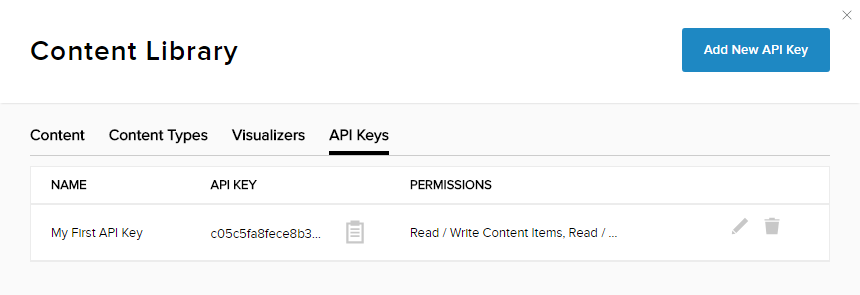 Content Library
Add New API Key
Content Content Types Visualizers API Keys
NAME API KEY PERMISSIONS
My First API Key c05c5fa8fece8b3... Read / Write Content Items, Read / ...